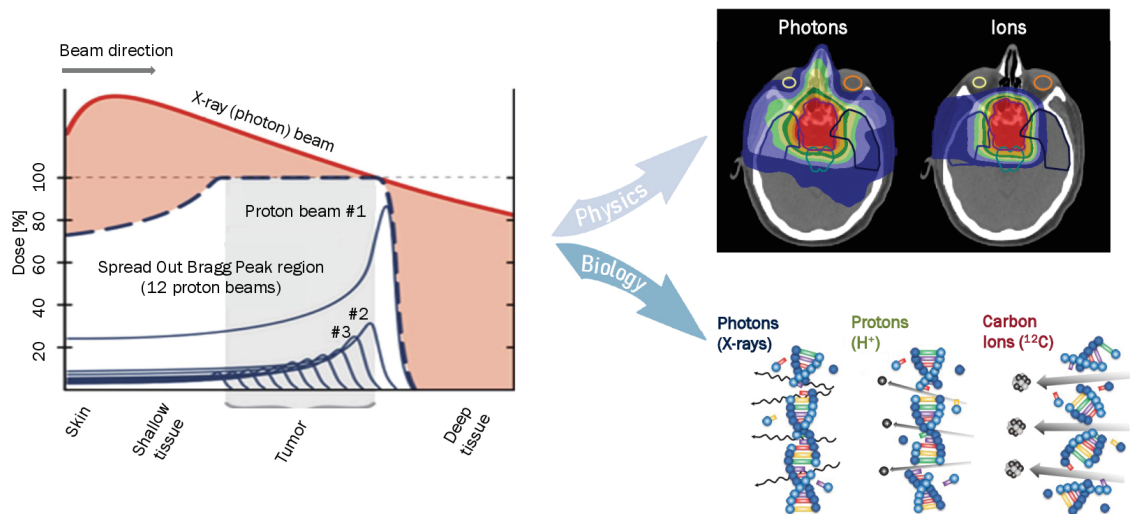 Beam direction
X-ray (photon) beam
Dose [%]
100
80
60
40
20
Proton beam #1
Spread Out Bragg Peak region
(12 proton beams)
#2
#3
Skin
Shallow
tissue
Tumor
Deep
tissue
Physics
Biology
Photons
Ions
Photons
(X-rays)
Protons
(H⁺)
Carbon
Ions (¹²C)